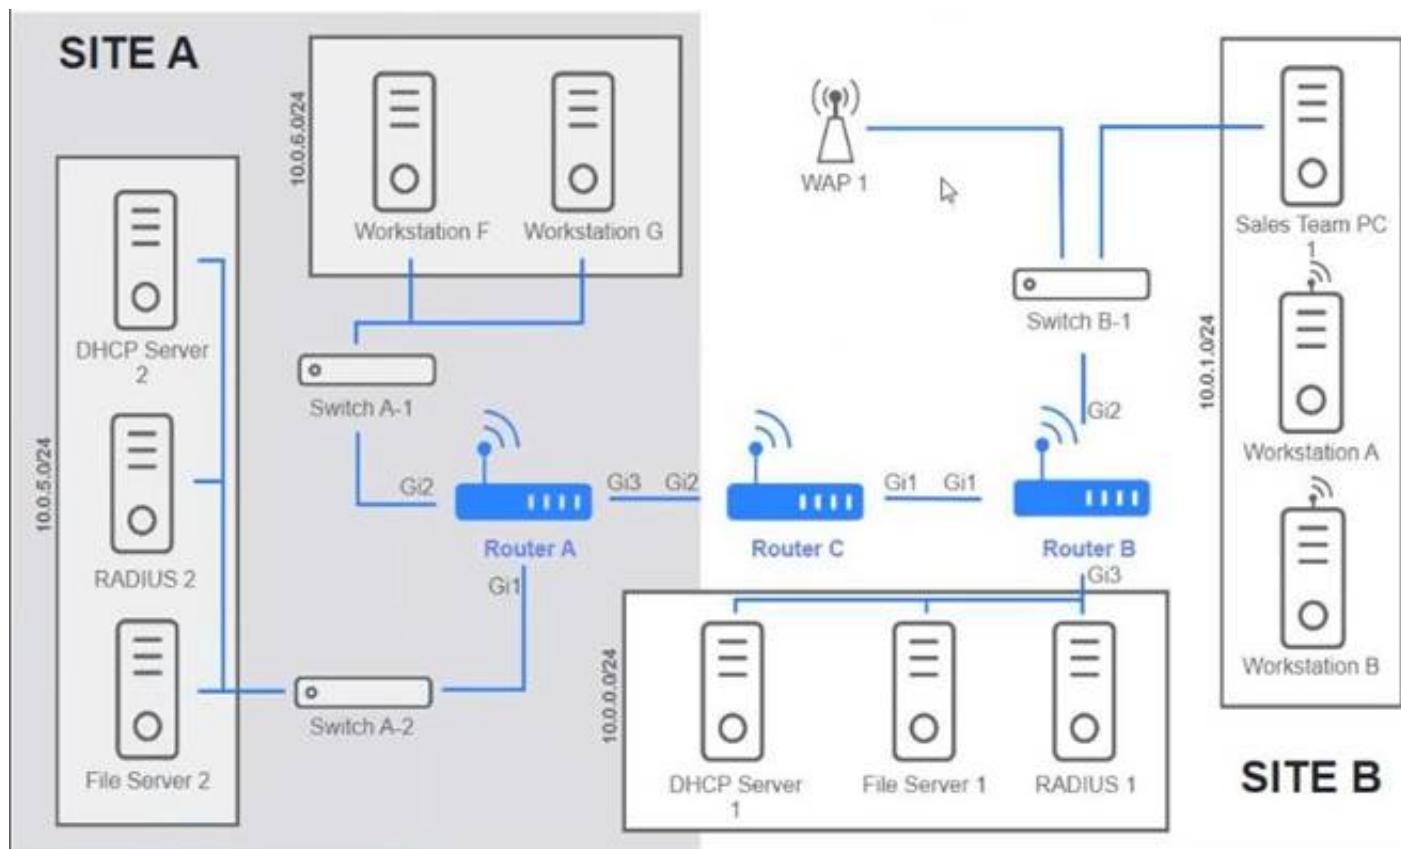 SITE A
10.0.6.0/24
Workstation F
Workstation G
10.0.5.0/24
DHCP Server
2
RADIUS 2
File Server 2
Switch A-1
Gi2
Router A
Gi3
Gi1
Switch A-2
WAP 1
Switch B-1
Gi2
Gi2
Router C
Gi1
Gi1
Router B
Gi3
10.0.0.0/24
DHCP Server
1
File Server 1
RADIUS 1
10.0.1.0/24
Sales Team PC
1
Workstation A
Workstation B
SITE B